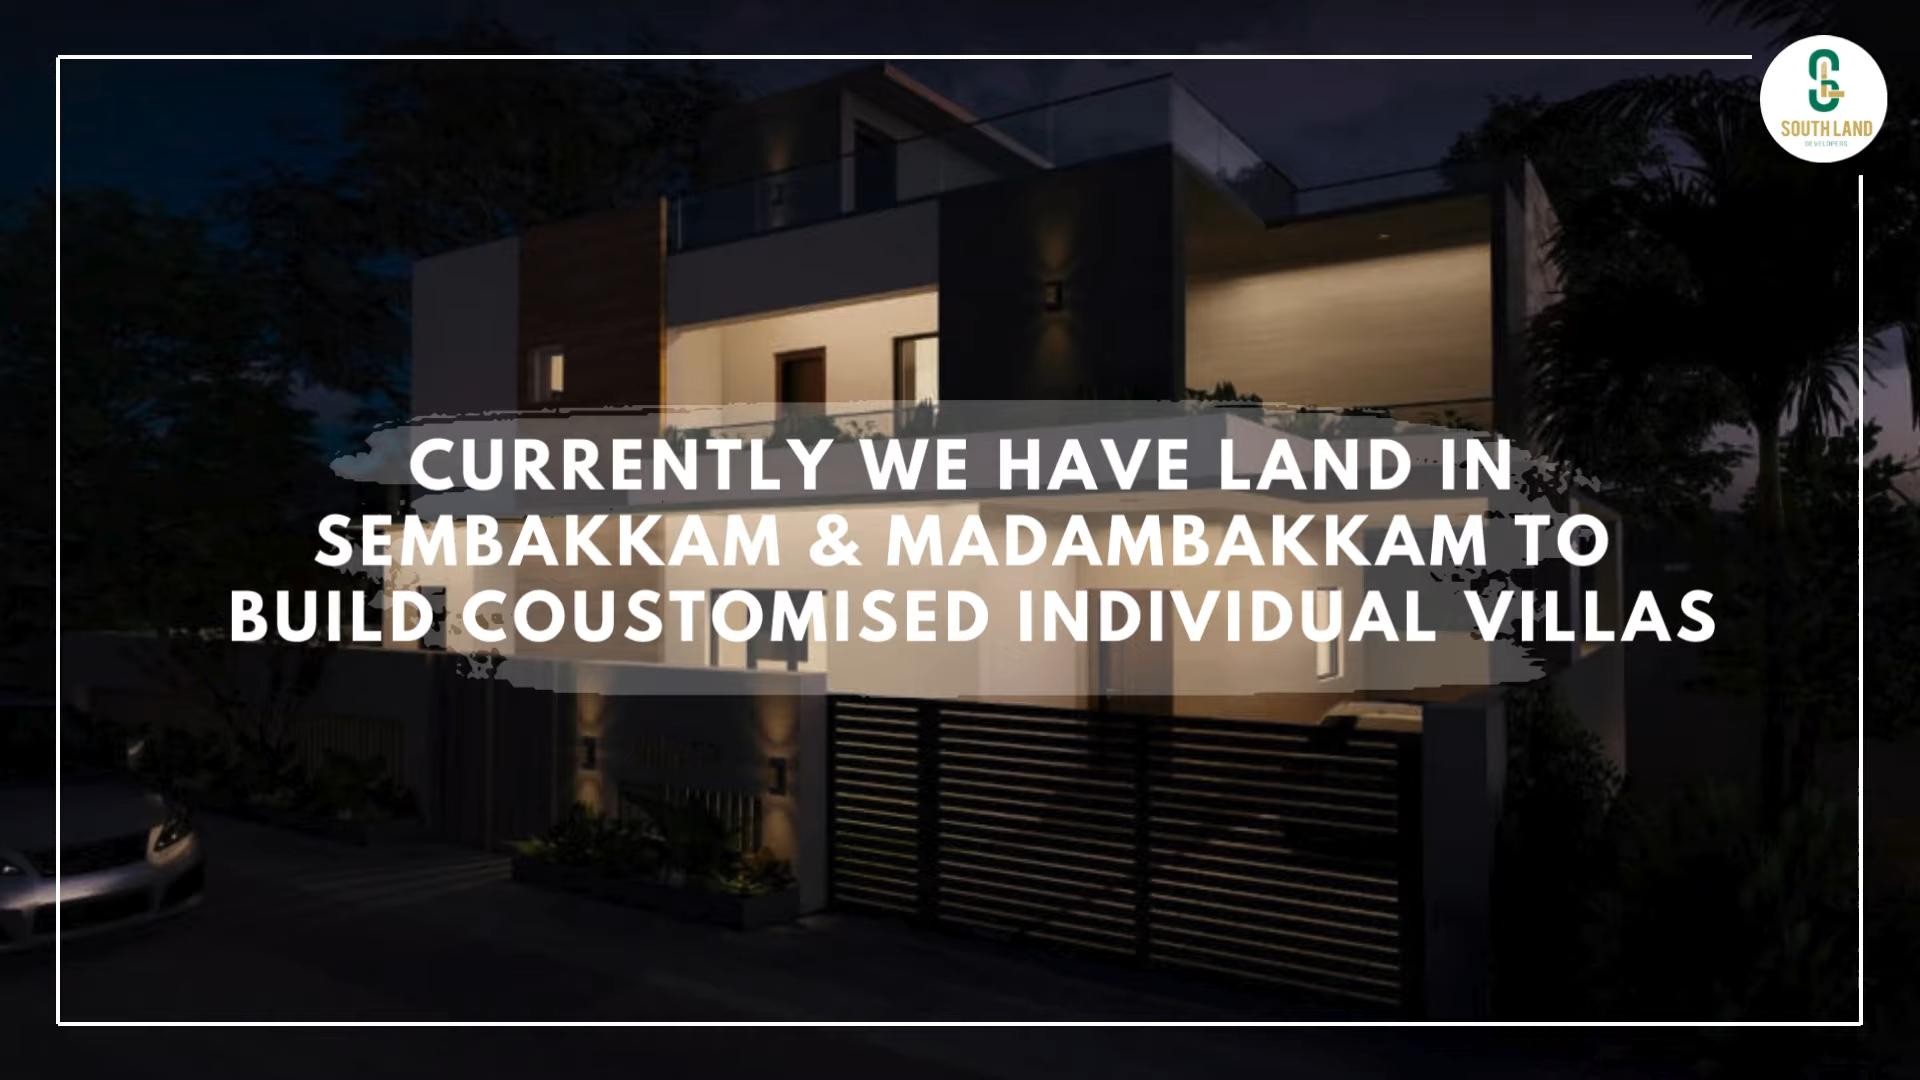 SOUTH LAND
DEVELOPERS
CURRENTLY WE HAVE LAND IN
SEMBAKKAM & MADAMBAKKAM TO
BUILD COUSTOMISED INDIVIDUAL VILLAS